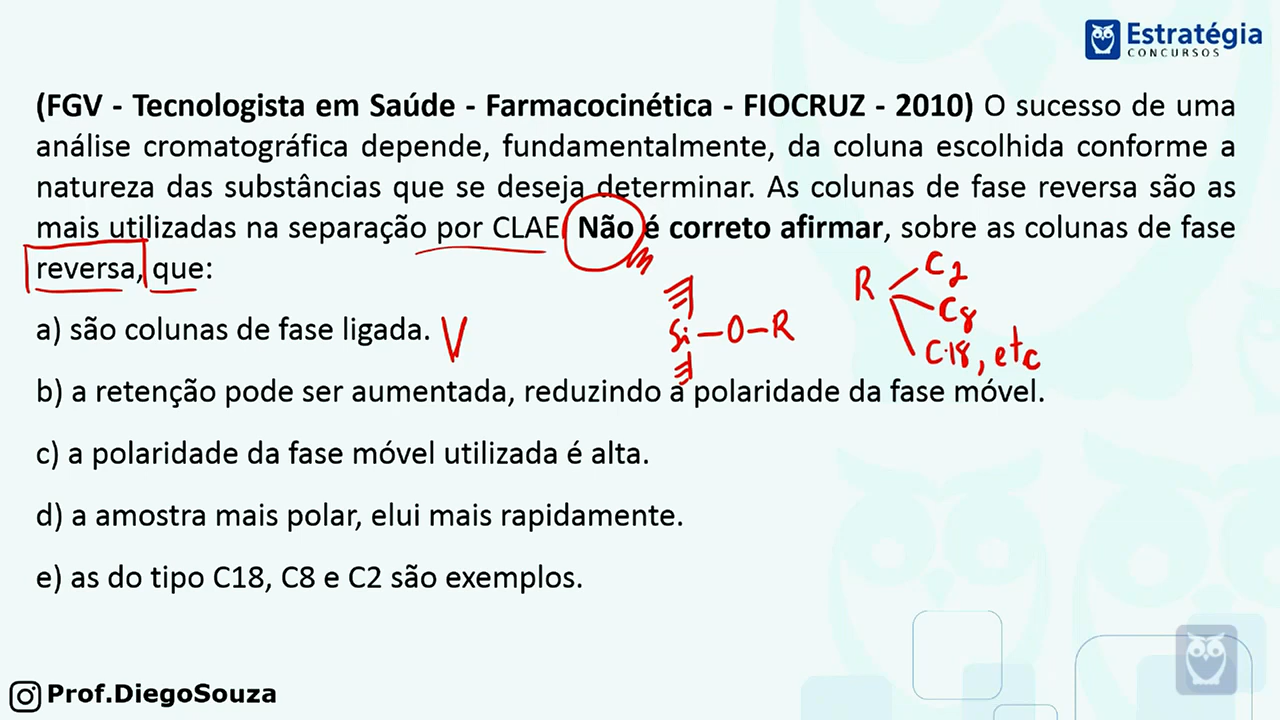 Estratégia
CONCURSOS
(FGV - Tecnologista em Saúde - Farmacocinética - FIOCRUZ - 2010) O sucesso de uma
análise cromatográfica depende, fundamentalmente, da coluna escolhida conforme a
natureza das substâncias que se deseja determinar. As colunas de fase reversa são as
mais utilizadas na separação por CLAE. Não é correto afirmar, sobre as colunas de fase
reversa, que:
R C2
C8
C18, etc
Si-O-R
a) são colunas de fase ligada. V
b) a retenção pode ser aumentada, reduzindo a polaridade da fase móvel.
c) a polaridade da fase móvel utilizada é alta.
d) a amostra mais polar, elui mais rapidamente.
e) as do tipo C18, C8 e C2 são exemplos.
Prof.DiegoSouza